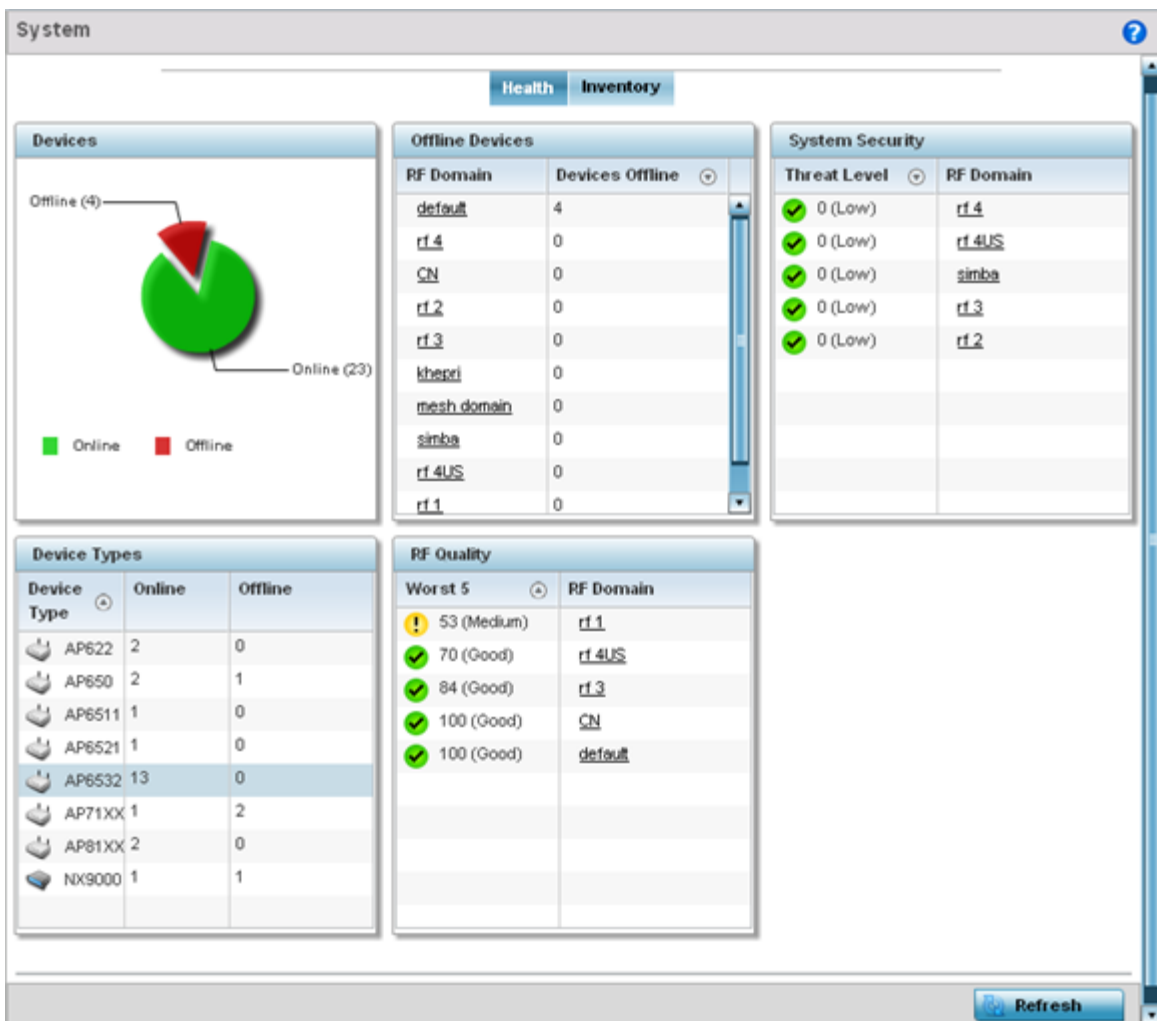 System
Health Inventory
Devices
Offline (4)
Online (23)
Online Offline
Offline Devices
RF Domain Devices Offline
default 4
rf 4 0
CN 0
rf 2 0
rf 3 0
khepri 0
mesh domain 0
simba 0
rf 4US 0
rf 1 0
System Security
Threat Level RF Domain
0 (Low) rf 4
0 (Low) rf 4US
0 (Low) simba
0 (Low) rf 3
0 (Low) rf 2
Device Types
Device Type Online Offline
AP622 2 0
AP650 2 1
AP6511 1 0
AP6521 1 0
AP6532 13 0
AP71XX 1 2
AP81XX 2 0
NX9000 1 1
RF Quality
Worst 5 RF Domain
53 (Medium) rf 1
70 (Good) rf 4US
84 (Good) rf 3
100 (Good) CN
100 (Good) default
Refresh